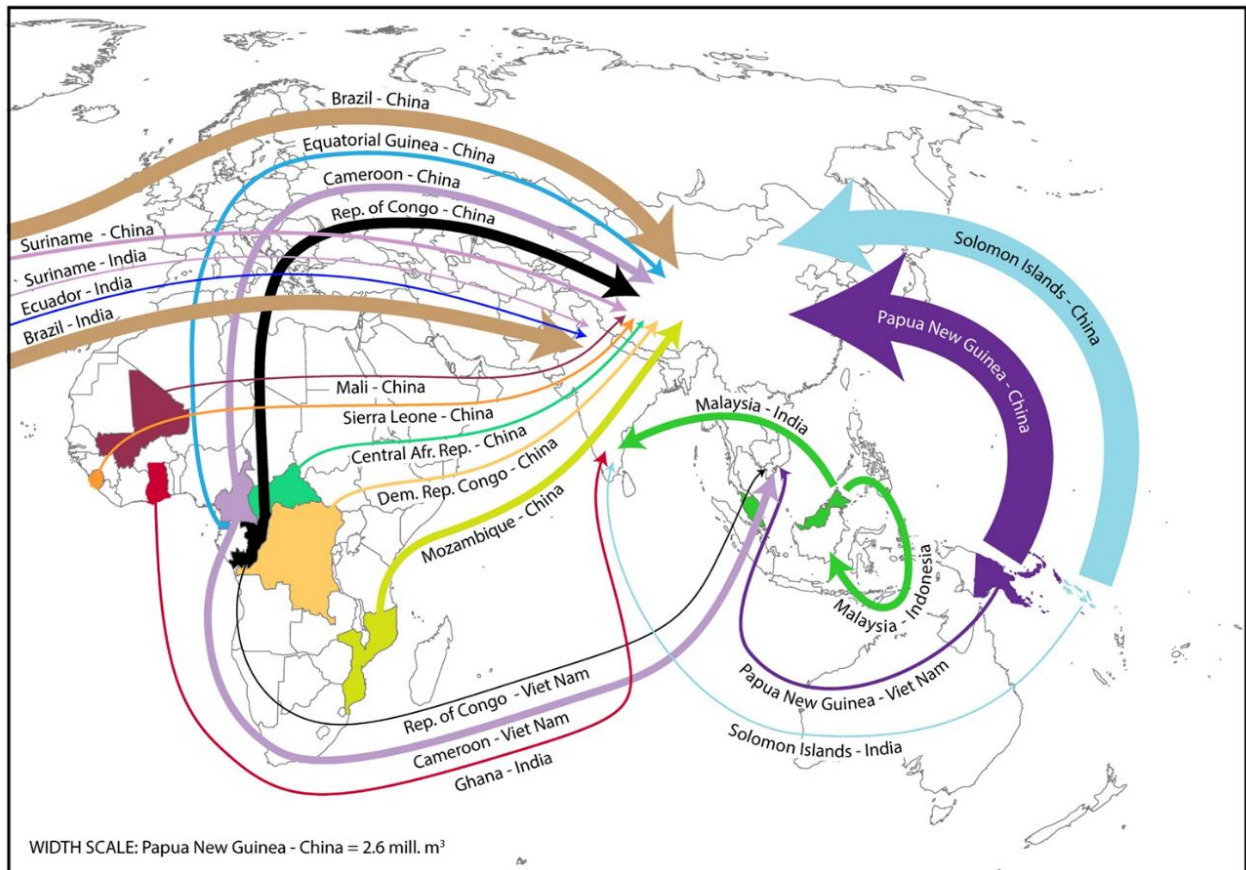 Brazil - China
Equatorial Guinea - China
Cameroon - China
Rep. of Congo - China
Suriname - China
Suriname - India
Ecuador - India
Brazil - India
Mali - China
Sierra Leone - China
Central Afr. Rep. - China
Dem. Rep. Congo - China
Mozambique - China
Solomon Islands - China
Papua New Guinea - China
Malaysia - India
Malaysia - Indonesia
Papua New Guinea - Viet Nam
Solomon Islands - India
Rep. of Congo - Viet Nam
Cameroon - Viet Nam
Ghana - India
WIDTH SCALE: Papua New Guinea - China = 2.6 mill. m³